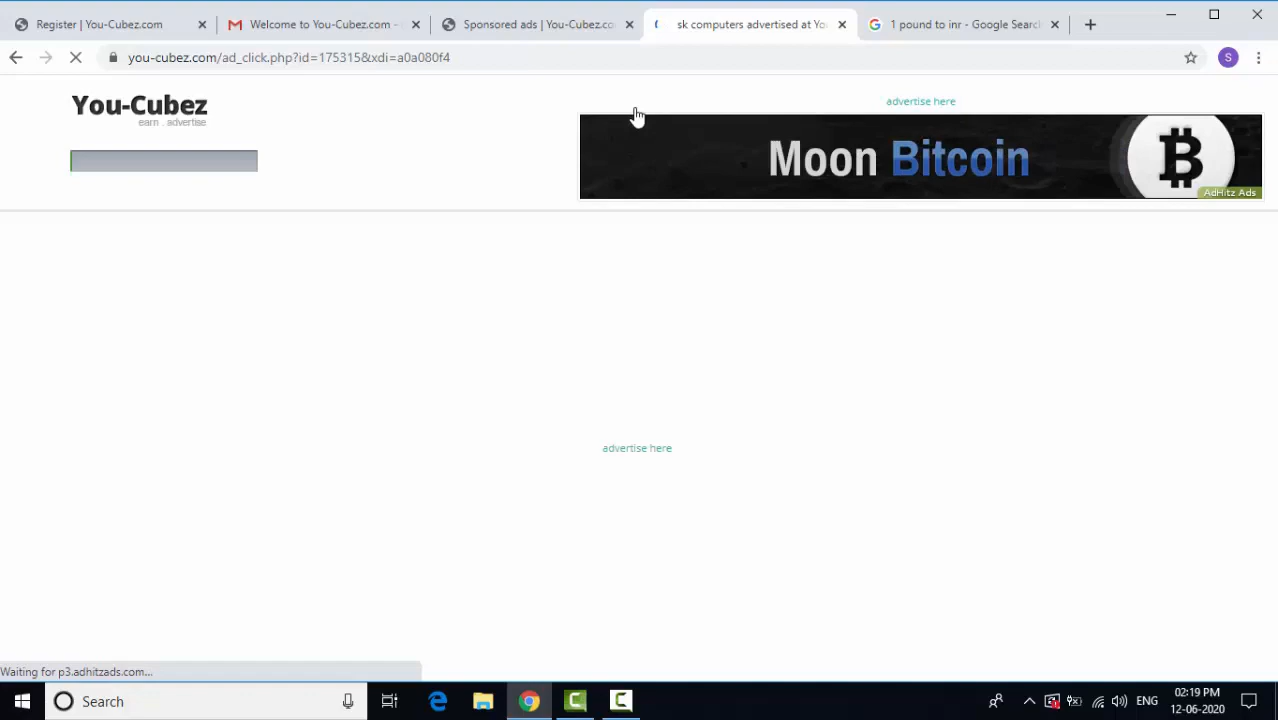 Register | You-Cubez.com
Welcome to You-Cubez.com -
Sponsored ads | You-Cubez.co
sk computers advertised at Yo
1 pound to inr - Google Searc
you-cubez.com/ad_click.php?id=175315&xdi=a0a080f4
S
You-Cubez
earn . advertise
advertise here
Moon Bitcoin
AdHitz Ads
advertise here
Waiting for p3.adhitzads.com...
Search
ENG
02:19 PM
12-06-2020